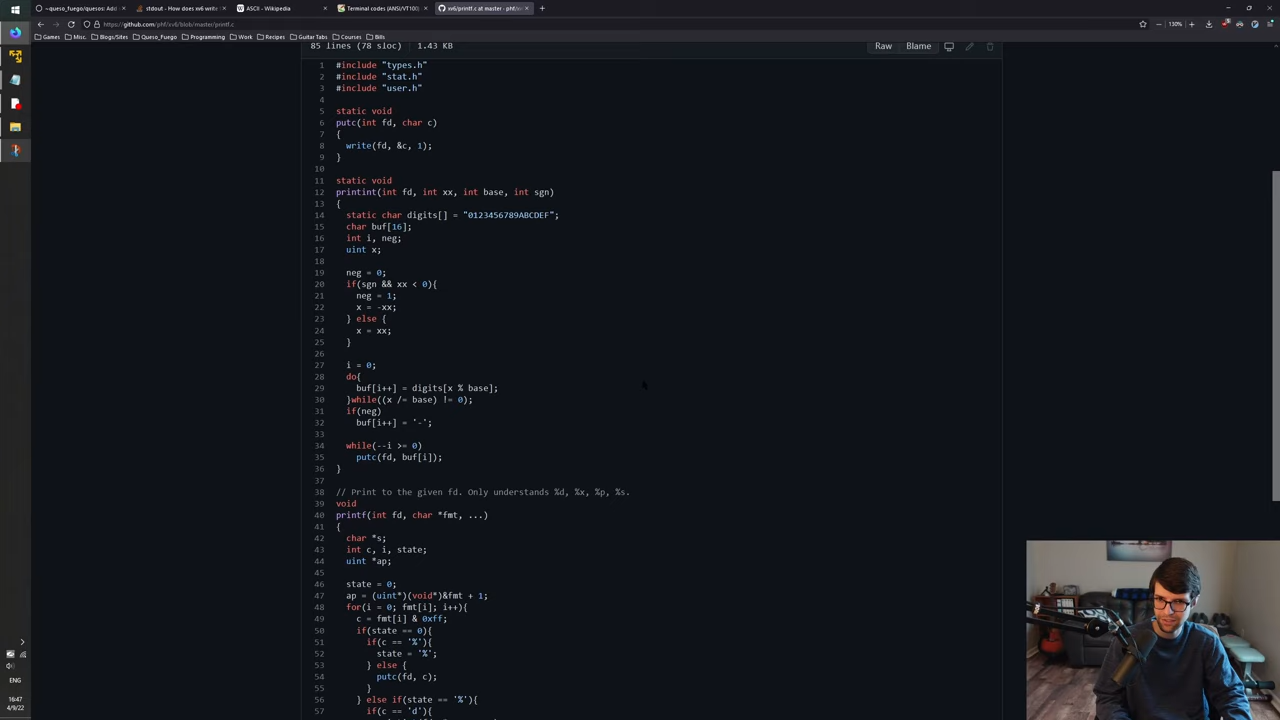 ~queso_fuego/quesos: Add
stdout - How does xv6 write
ASCII - Wikipedia
Terminal codes (ANSI/VT100)
xv6/printf.c at master · phf/xv6
https://github.com/phf/xv6/blob/master/printf.c
130%
Games
Misc.
Blogs/Sites
Queso_Fuego
Programming
Work
Recipes
Guitar Tabs
Courses
Bills
85 lines (78 sloc) 1.43 KB
Raw
Blame
1 #include "types.h"
2 #include "stat.h"
3 #include "user.h"
4
5 static void
6 putc(int fd, char c)
7 {
8   write(fd, &c, 1);
9 }
10
11 static void
12 printint(int fd, int xx, int base, int sgn)
13 {
14   static char digits[] = "0123456789ABCDEF";
15   char buf[16];
16   int i, neg;
17   uint x;
18
19   neg = 0;
20   if(sgn && xx < 0){
21     neg = 1;
22     x = -xx;
23   } else {
24     x = xx;
25   }
26
27   i = 0;
28   do{
29     buf[i++] = digits[x % base];
30   }while((x /= base) != 0);
31   if(neg)
32     buf[i++] = '-';
33
34   while(--i >= 0)
35     putc(fd, buf[i]);
36 }
37
38 // Print to the given fd. Only understands %d, %x, %p, %s.
39 void
40 printf(int fd, char *fmt, ...)
41 {
42   char *s;
43   int c, i, state;
44   uint *ap;
45
46   state = 0;
47   ap = (uint*)(void*)&fmt + 1;
48   for(i = 0; fmt[i]; i++){
49     c = fmt[i] & 0xff;
50     if(state == 0){
51       if(c == '%'){
52         state = '%';
53       } else {
54         putc(fd, c);
55       }
56     } else if(state == '%'){
57       if(c == 'd'){
ENG
16:47
4/9/22